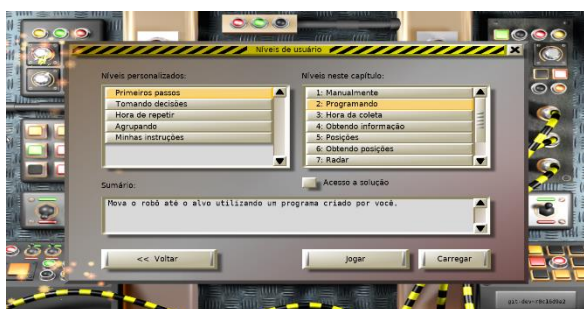 Níveis de usuário
Níveis personalizados:
Primeiros passos
Tomando decisões
Hora de repetir
Agrupando
Minhas instruções
Níveis neste capítulo:
1: Manualmente
2: Programando
3: Hora da coleta
4: Obtendo informação
5: Posições
6: Obtendo posições
7: Radar
Sumário:
Acesso a solução
Mova o robô até o alvo utilizando um programa criado por você.
<< Voltar
Jogar
Carregar